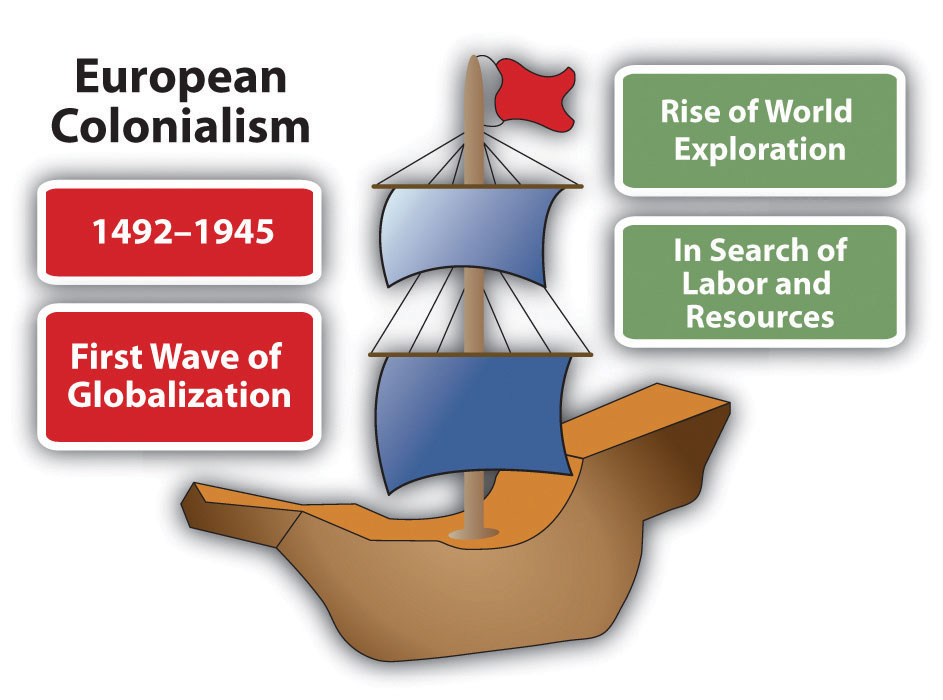 European
Colonialism
1492–1945
First Wave of
Globalization
Rise of World
Exploration
In Search of
Labor and
Resources